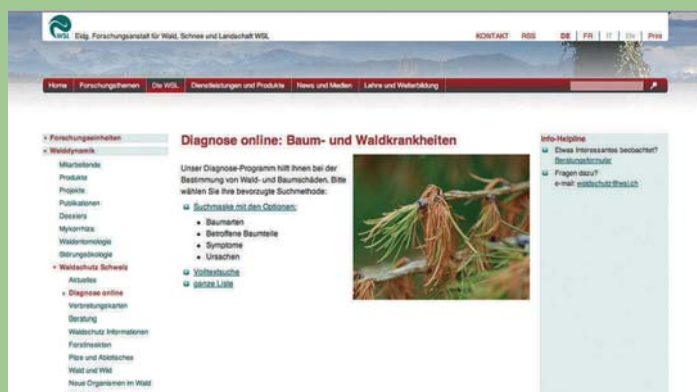 WSL
Eidg. Forschungsanstalt für Wald, Schnee und Landschaft WSL
KONTAKT RSS DE FR IT EN Print
Home Forschungsthemen Die WSL Dienstleistungen und Produkte News und Medien Lehre und Weiterbildung
Forschungseinheiten
Walddynamik
Mitarbeitende
Produkte
Projekte
Publikationen
Dossiers
Mykorrhiza
Waldentomologie
Störungsökologie
Waldschutz Schweiz
Aktuelles
Diagnose online
Verbreitungskarten
Beratung
Waldschutz Informationen
Forstinsekten
Pilze und Abiotisches
Wald und Wild
Neue Organismen im Wald
Diagnose online: Baum- und Waldkrankheiten
Unser Diagnose-Programm hilft Ihnen bei der
Bestimmung von Wald- und Baumschäden. Bitte
wählen Sie Ihre bevorzugte Suchmethode:
Suchmaske mit den Optionen:
• Baumarten
• Betroffene Baumteile
• Symptome
• Ursachen
Volltextsuche
ganze Liste
Info-Helpline
Etwas Interessantes beobachtet?
Beratungsformular
Fragen dazu?
e-mail: waldschutz@wsl.ch